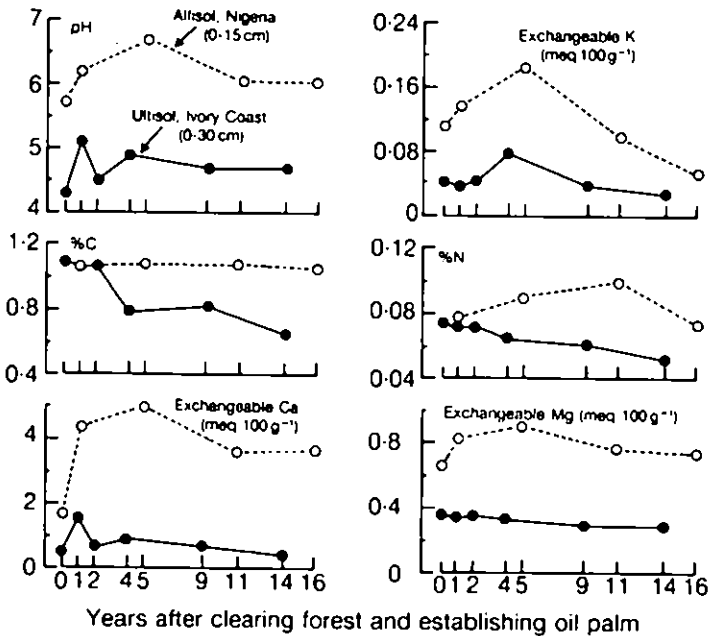 7
6
5
4
pH
Alfisol, Nigeria
(0·15 cm)
Ultisol, Ivory Coast
(0·30 cm)
0·24
0·16
0·08
0
Exchangeable K
(meq 100 g⁻¹)
1·2
0·8
0·4
%C
0·12
0·08
0·04
%N
4
2
0
Exchangeable Ca
(meq 100 g⁻¹)
0 1 2 4 5 9 11 14 16
0·8
0·4
0
Exchangeable Mg (meq 100 g⁻¹)
0 1 2 4 5 9 11 14 16
Years after clearing forest and establishing oil palm